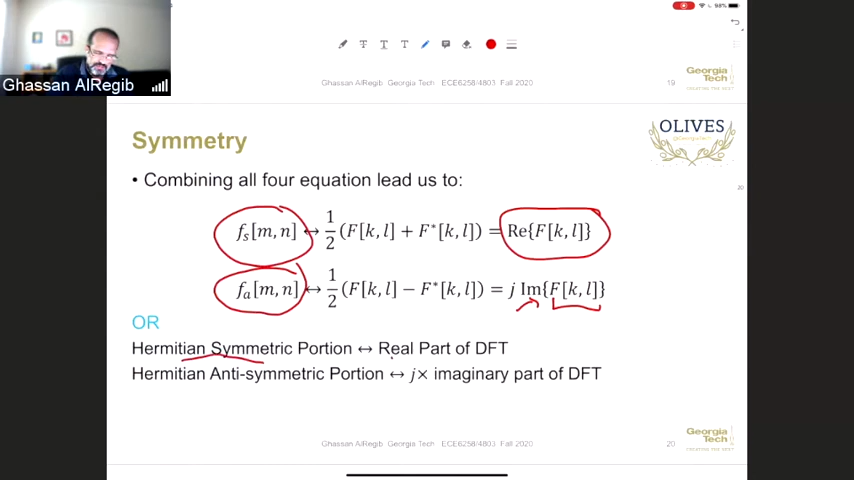 98%
Ghassan AlRegib
Ghassan AlRegib Georgia Tech ECE6258/4803 Fall 2020
19
Georgia
Tech
Symmetry
OLIVES
• Combining all four equation lead us to:
20
f_s[m, n] ↔ 1/2 (F[k, l] + F*[k, l]) = Re{F[k, l]}
f_a[m, n] ↔ 1/2 (F[k, l] − F*[k, l]) = j Im{F[k, l]}
OR
Hermitian Symmetric Portion ↔ Real Part of DFT
Hermitian Anti-symmetric Portion ↔ j× imaginary part of DFT
Ghassan AlRegib Georgia Tech ECE6258/4803 Fall 2020
20
Georgia
Tech